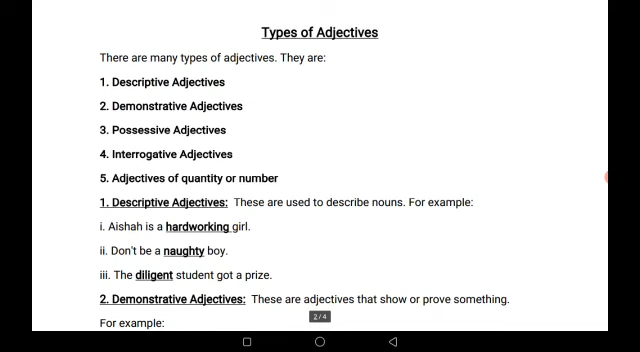 Types of Adjectives
There are many types of adjectives. They are:
1. Descriptive Adjectives
2. Demonstrative Adjectives
3. Possessive Adjectives
4. Interrogative Adjectives
5. Adjectives of quantity or number
1. Descriptive Adjectives: These are used to describe nouns. For example:
i. Aishah is a hardworking girl.
ii. Don't be a naughty boy.
iii. The diligent student got a prize.
2. Demonstrative Adjectives: These are adjectives that show or prove something.
For example:
2 / 4